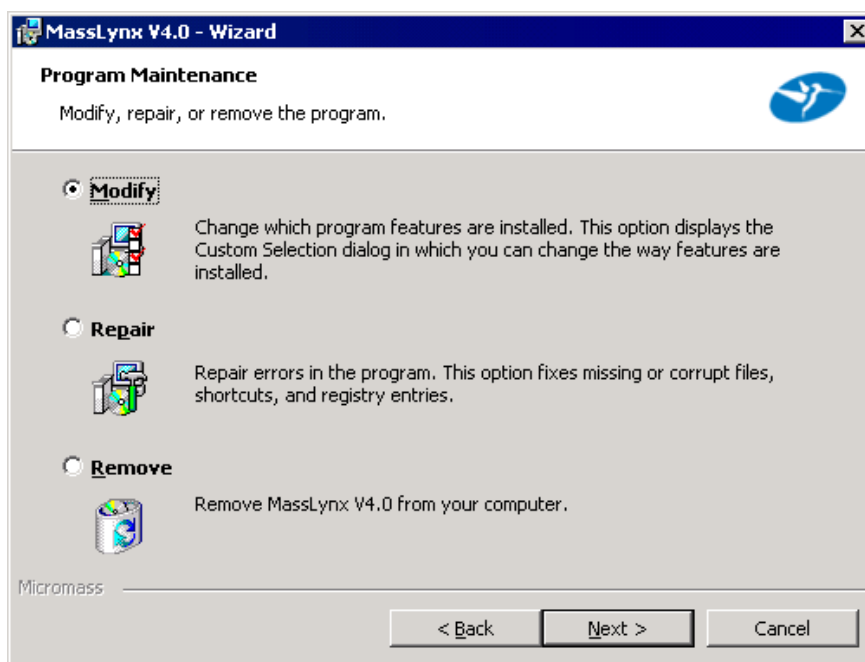 MassLynx V4.0 - Wizard
Program Maintenance
Modify, repair, or remove the program.
Modify
Change which program features are installed. This option displays the
Custom Selection dialog in which you can change the way features are
installed.
Repair
Repair errors in the program. This option fixes missing or corrupt files,
shortcuts, and registry entries.
Remove
Remove MassLynx V4.0 from your computer.
Micromass
< Back
Next >
Cancel